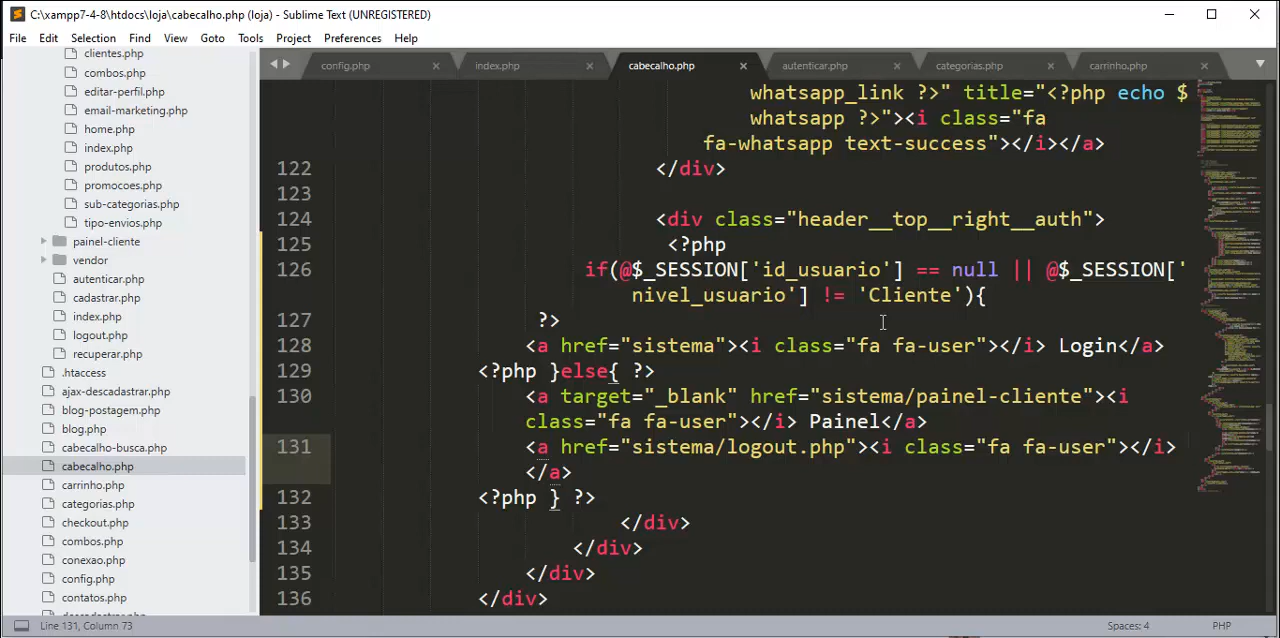 C:\xampp7-4-8\htdocs\loja\cabecalho.php (loja) - Sublime Text (UNREGISTERED)
File Edit Selection Find View Goto Tools Project Preferences Help
clientes.php
combos.php
editar-perfil.php
email-marketing.php
home.php
index.php
produtos.php
promocoes.php
sub-categorias.php
tipo-envios.php
painel-cliente
vendor
autenticar.php
cadastrar.php
index.php
logout.php
recuperar.php
.htaccess
ajax-descadastrar.php
blog-postagem.php
blog.php
cabecalho-busca.php
cabecalho.php
carrinho.php
categorias.php
checkout.php
combos.php
conexao.php
config.php
contatos.php
descadastrar.php
config.php index.php cabecalho.php autenticar.php categorias.php carrinho.php
whatsapp_link ?>" title="<?php echo $
whatsapp ?>"><i class="fa
fa-whatsapp text-success"></i></a>
122 </div>
123
124 <div class="header__top__right__auth">
125 <?php
126 if(@$_SESSION['id_usuario'] == null || @$_SESSION['
nivel_usuario'] != 'Cliente'){
127 ?>
128 <a href="sistema"><i class="fa fa-user"></i> Login</a>
129 <?php }else{ ?>
130 <a target="_blank" href="sistema/painel-cliente"><i
class="fa fa-user"></i> Painel</a>
131 <a href="sistema/logout.php"><i class="fa fa-user"></i>
</a>
132 <?php } ?>
133 </div>
134 </div>
135 </div>
136 </div>
Line 131, Column 73 Spaces: 4 PHP